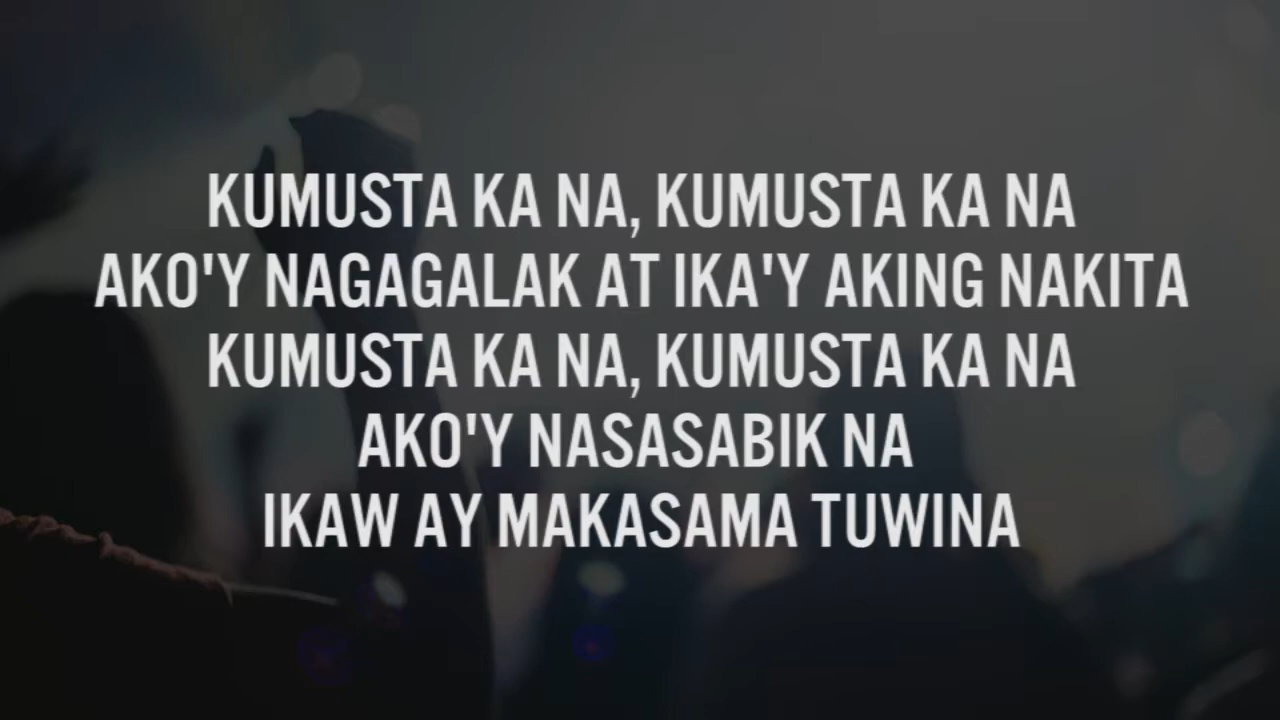 KUMUSTA KA NA, KUMUSTA KA NA
AKO'Y NAGAGALAK AT IKA'Y AKING NAKITA
KUMUSTA KA NA, KUMUSTA KA NA
AKO'Y NASASABIK NA
IKAW AY MAKASAMA TUWINA